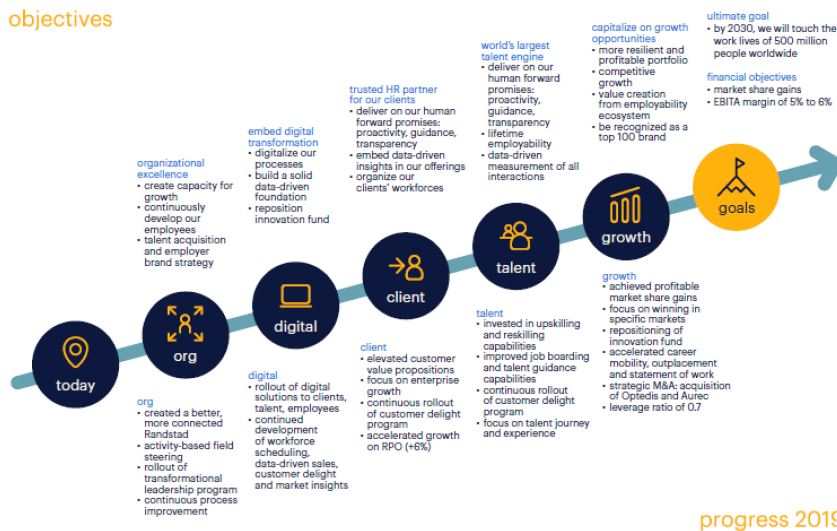 objectives
organizational
excellence
• create capacity for
growth
• continuously
develop our
employees
• talent acquisition
and employer
brand strategy
embed digital
transformation
• digitalize our
processes
• build a solid
data-driven
foundation
• reposition
innovation fund
trusted HR partner
for our clients
• deliver on our human
forward promises:
proactivity, guidance,
transparency
• embed data-driven
insights in our offerings
• organize our
clients' workforces
world's largest
talent engine
• deliver on our
human forward
promises:
proactivity,
guidance,
transparency
• lifetime
employability
• data-driven
measurement of all
interactions
capitalize on growth
opportunities
• more resilient and
profitable portfolio
• competitive
growth
• value creation
from employability
ecosystem
• be recognized as a
top 100 brand
ultimate goal
• by 2030, we will touch the
work lives of 500 million
people worldwide
financial objectives
• market share gains
• EBITA margin of 5% to 6%
today
org
digital
client
talent
growth
goals
org
• created a better,
more connected
Randstad
• activity-based field
steering
• rollout of
transformational
leadership program
• continuous process
improvement
digital
• rollout of digital
solutions to clients,
talent, employees
• continued
development
of workforce
scheduling,
data-driven sales,
customer delight
and market insights
client
• elevated customer
value propositions
• focus on enterprise
growth
• continuous rollout
of customer delight
program
• accelerated growth
on RPO (+6%)
talent
• invested in upskilling
and reskilling
capabilities
• improved job boarding
and talent guidance
capabilities
• continuous rollout
of customer delight
program
• focus on talent journey
and experience
growth
• achieved profitable
market share gains
• focus on winning in
specific markets
• repositioning of
innovation fund
• accelerated career
mobility, outplacement
and statement of work
• strategic M&A: acquisition
of Optedis and Aurec
• leverage ratio of 0.7
progress 2019